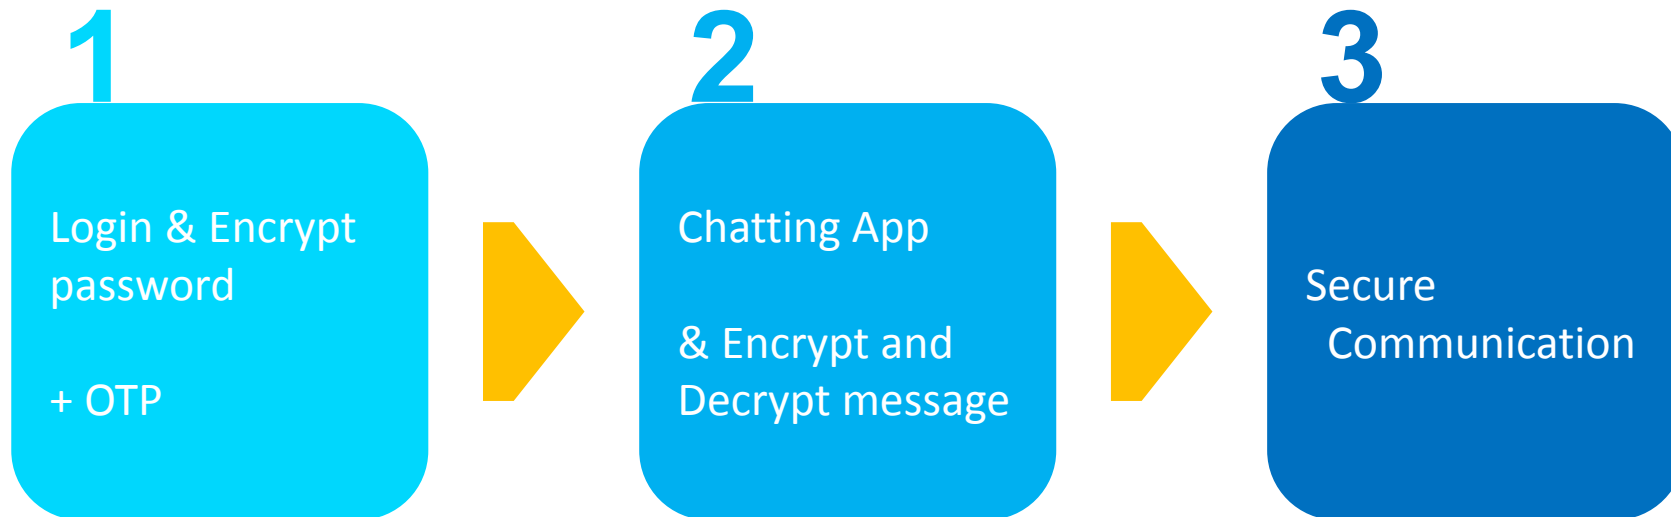 1
Login & Encrypt
password
+ OTP
2
Chatting App
& Encrypt and
Decrypt message
3
Secure
Communication